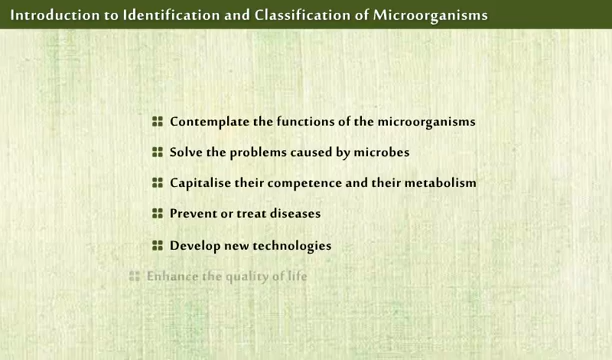 Introduction to Identification and Classification of Microorganisms
Contemplate the functions of the microorganisms
Solve the problems caused by microbes
Capitalise their competence and their metabolism
Prevent or treat diseases
Develop new technologies
Enhance the quality of life